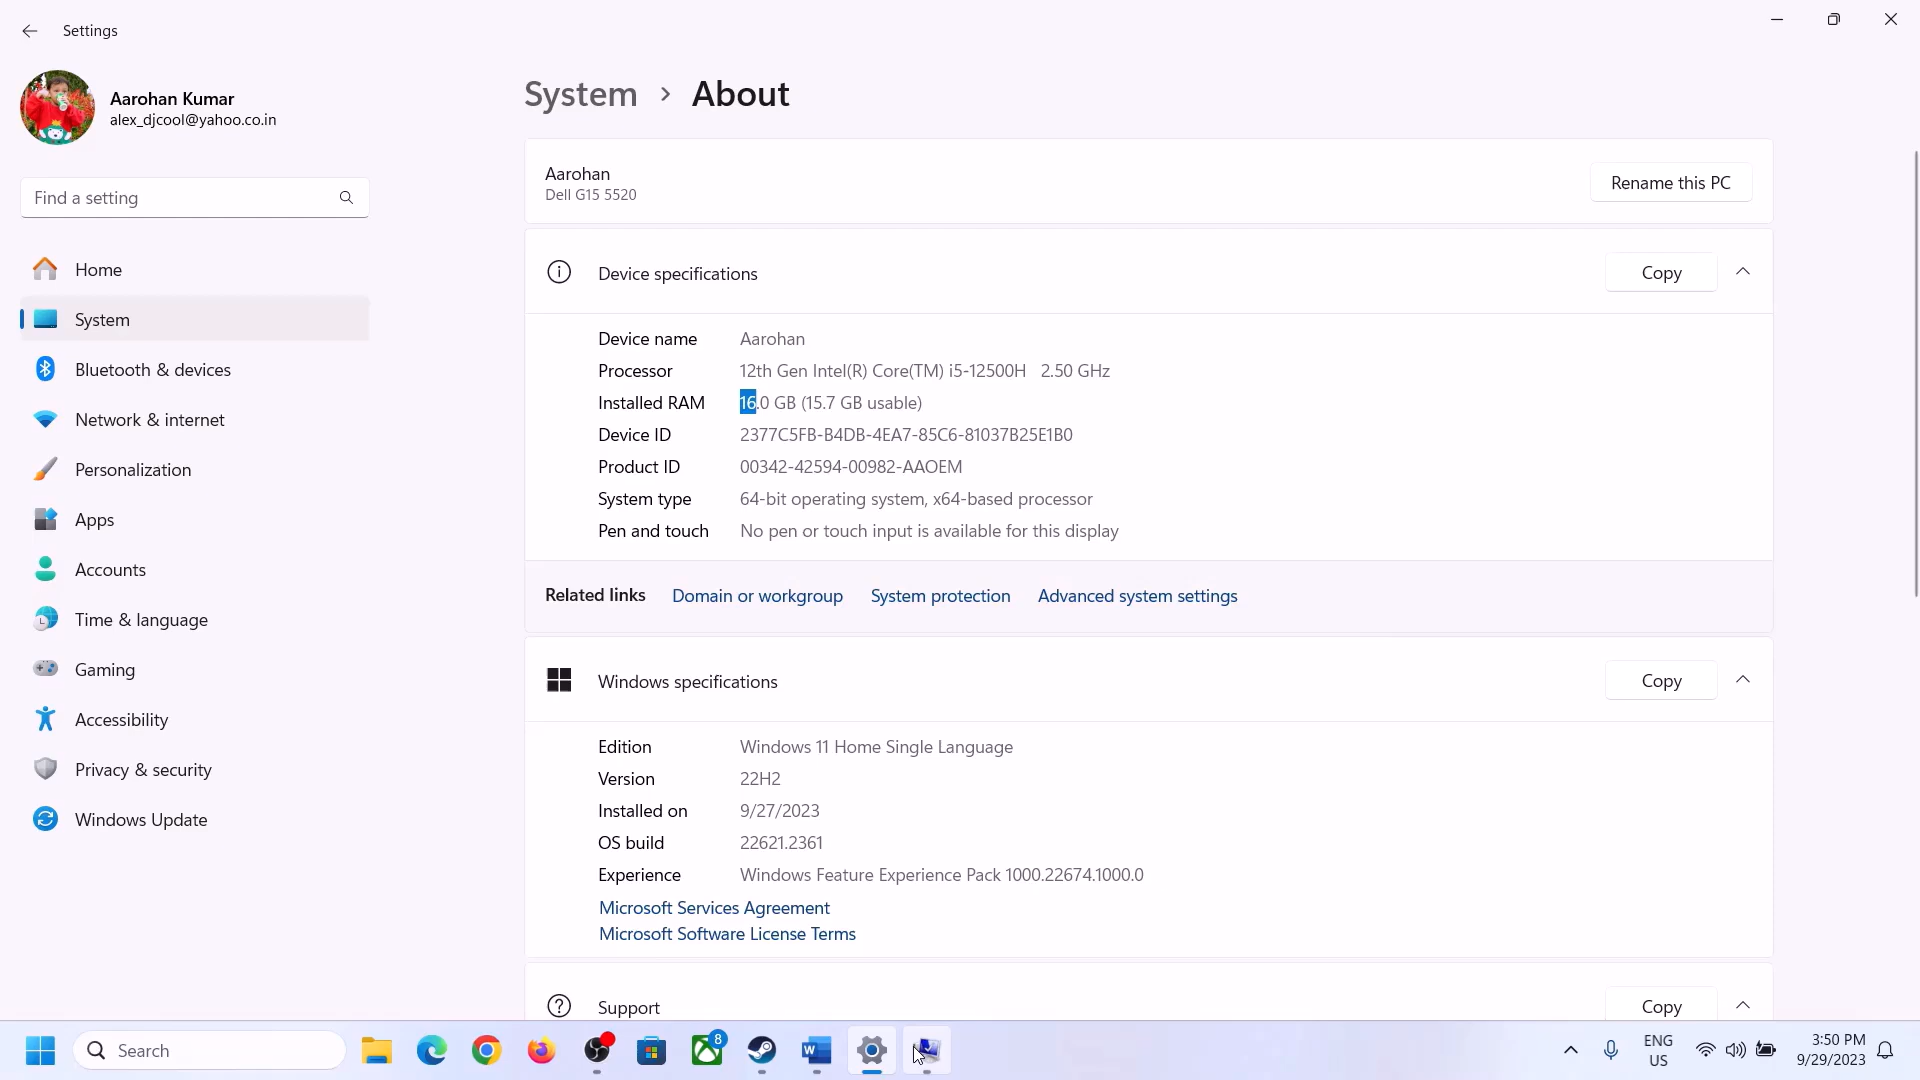 Settings
Aarohan Kumar
alex_djcool@yahoo.co.in
Find a setting
Home
System
Bluetooth & devices
Network & internet
Personalization
Apps
Accounts
Time & language
Gaming
Accessibility
Privacy & security
Windows Update
System > About
Aarohan
Dell G15 5520
Rename this PC
Device specifications
Copy
Device name Aarohan
Processor 12th Gen Intel(R) Core(TM) i5-12500H 2.50 GHz
Installed RAM 16.0 GB (15.7 GB usable)
Device ID 2377C5FB-B4DB-4EA7-85C6-81037B25E1B0
Product ID 00342-42594-00982-AAOEM
System type 64-bit operating system, x64-based processor
Pen and touch No pen or touch input is available for this display
Related links Domain or workgroup System protection Advanced system settings
Windows specifications
Copy
Edition Windows 11 Home Single Language
Version 22H2
Installed on 9/27/2023
OS build 22621.2361
Experience Windows Feature Experience Pack 1000.22674.1000.0
Microsoft Services Agreement
Microsoft Software License Terms
Support
Copy
Search
8
W
ENG
US
3:50 PM
9/29/2023